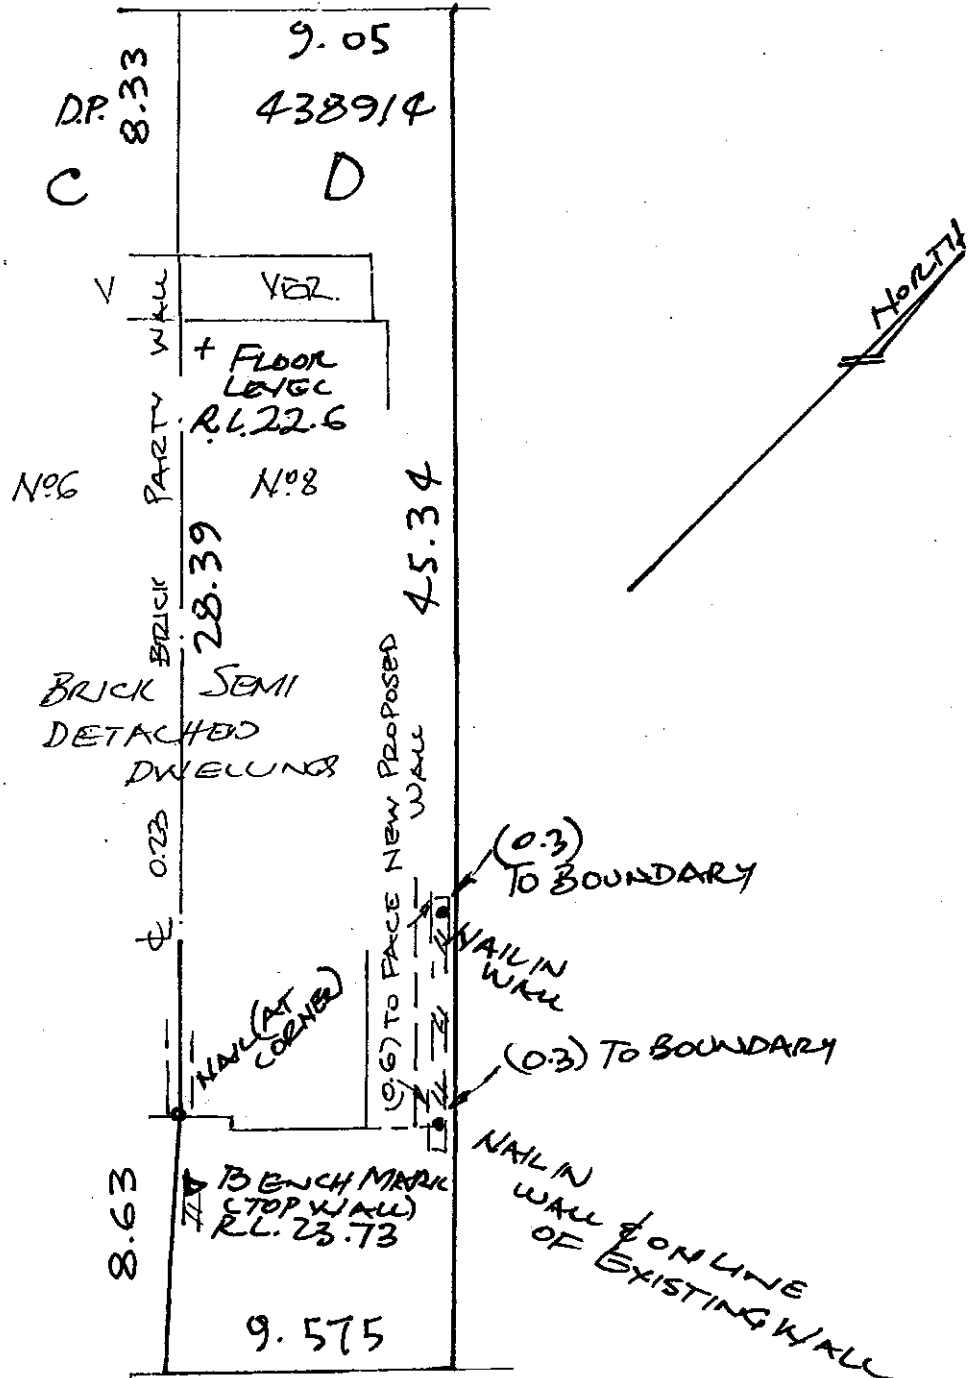 9.05
8.33
D.P. 438914
C D
V VER.
BRICK PARTY WALL
+ FLOOR
LEVEL
R.L.22.6
Nº6 Nº8
28.39
45.34
BRICK SEMI
DETACHED
DWELLINGS
0.23
℄
(0.6) TO FACE NEW PROPOSED
WALL
(0.3)
TO BOUNDARY
NAIL IN
WALL
NAIL (AT
CORNER)
(0.3) TO BOUNDARY
NAIL IN
WALL & ON LINE
OF EXISTING WALL
BENCH MARK
(TOP WALL)
R.L. 23.73
8.63
9.575
NORTH